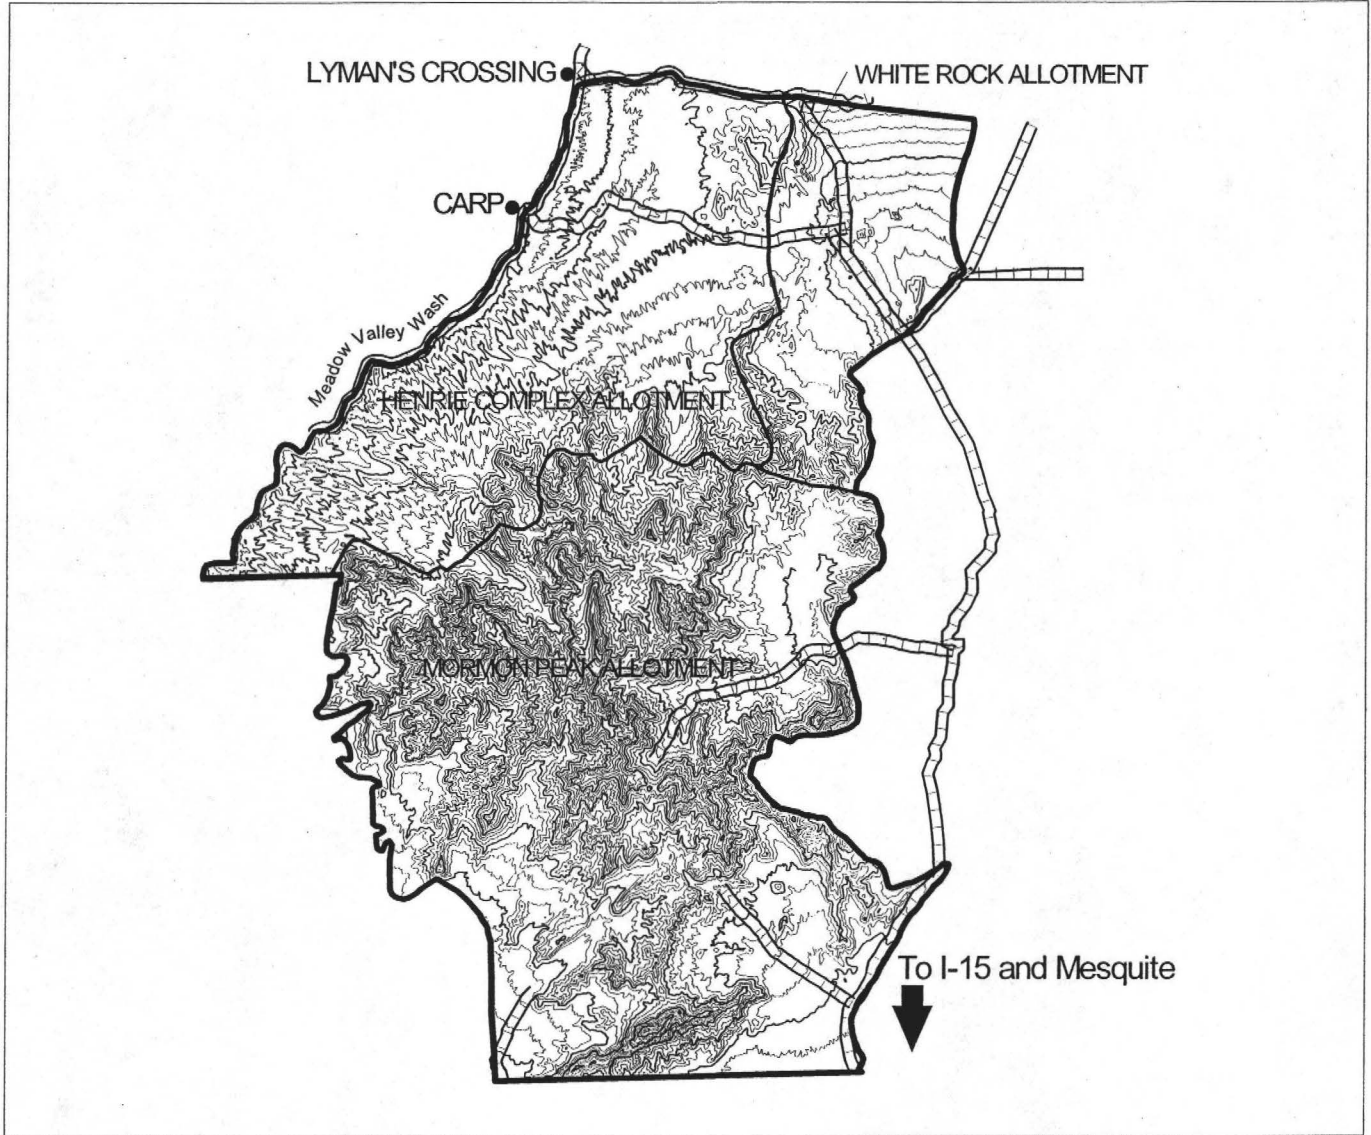 LYMAN'S CROSSING
WHITE ROCK ALLOTMENT
CARP
Meadow Valley Wash
HENRIE COMPLEX ALLOTMENT
MORMON PEAK ALLOTMENT
To I-15 and Mesquite